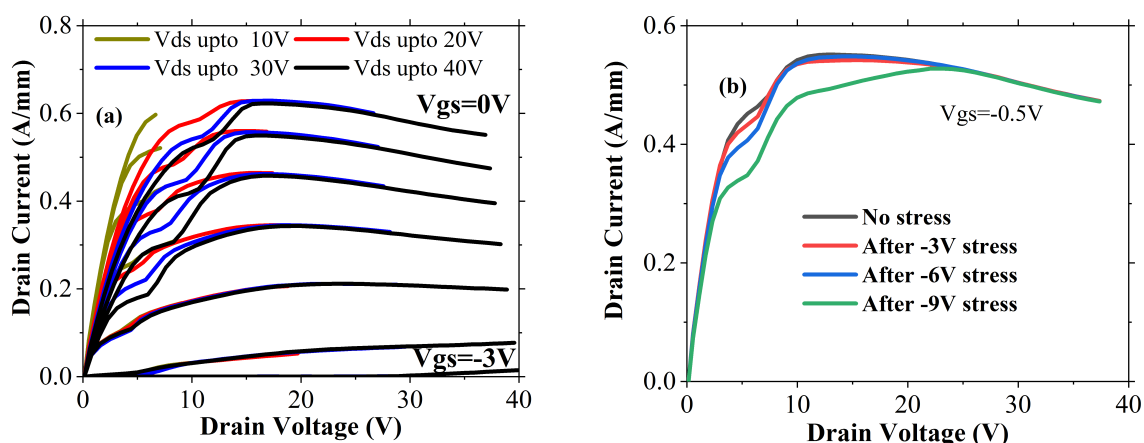 0.8
0.6
0.4
0.2
0.0
Drain Current (A/mm)
Vds upto 10V
Vds upto 20V
Vds upto 30V
Vds upto 40V
(a)
Vgs=0V
Vgs=-3V
0 10 20 30 40
Drain Voltage (V)
0.6
0.4
0.2
0.0
Drain Current (A/mm)
(b)
Vgs=-0.5V
No stress
After -3V stress
After -6V stress
After -9V stress
0 10 20 30 40
Drain Voltage (V)